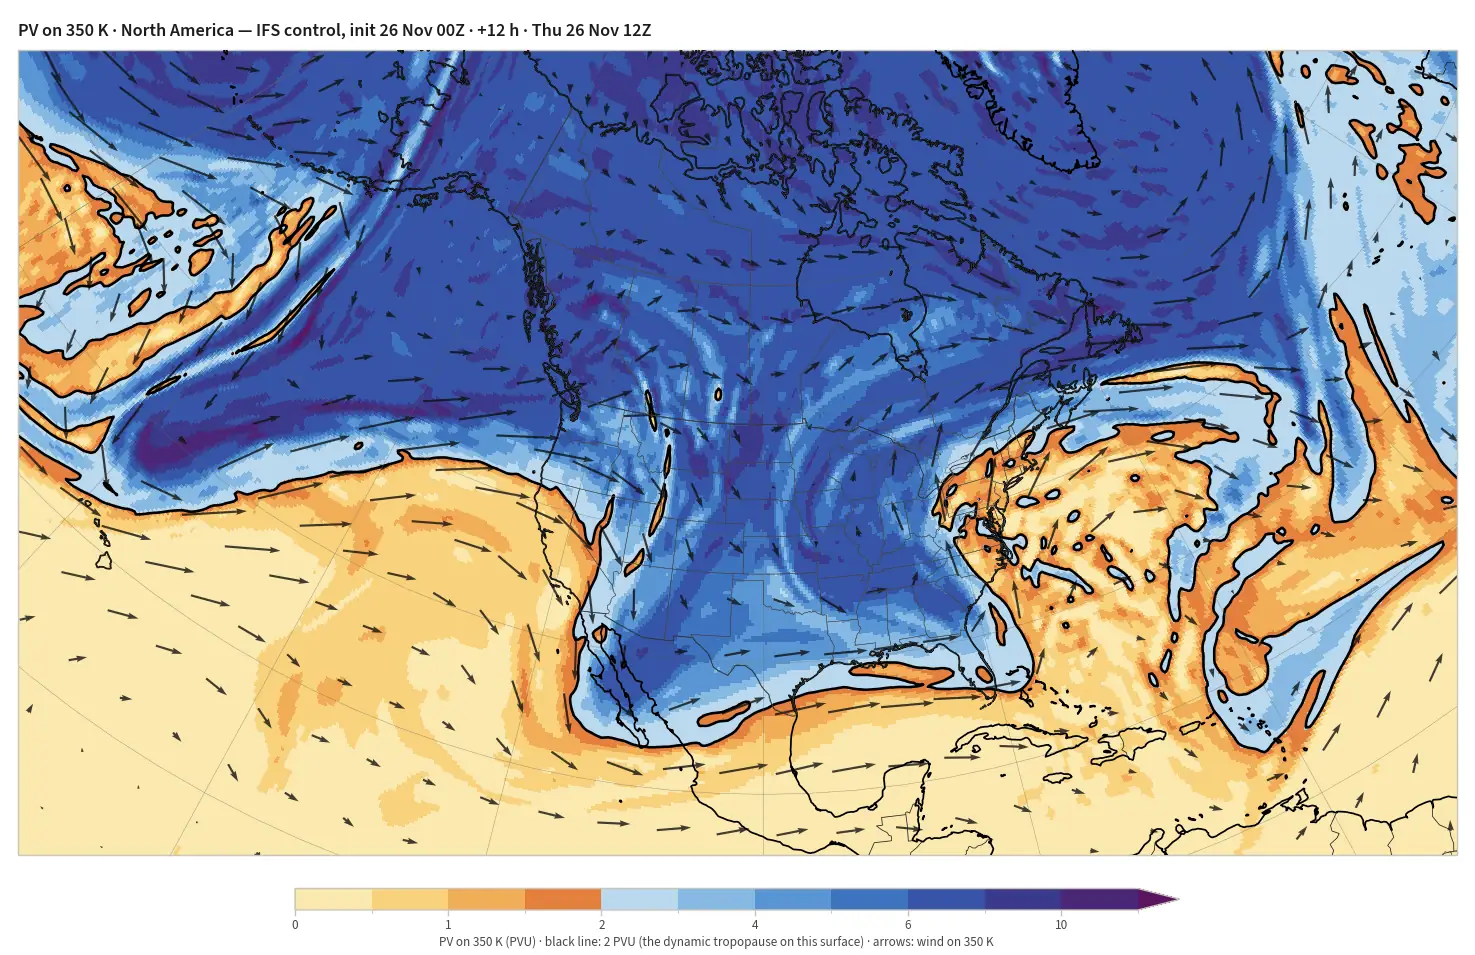 PV on 350 K · North America — IFS control, init 26 Nov 00Z · +12 h · Thu 26 Nov 12Z
0 1 2 4 6 10
PV on 350 K (PVU) · black line: 2 PVU (the dynamic tropopause on this surface) · arrows: wind on 350 K